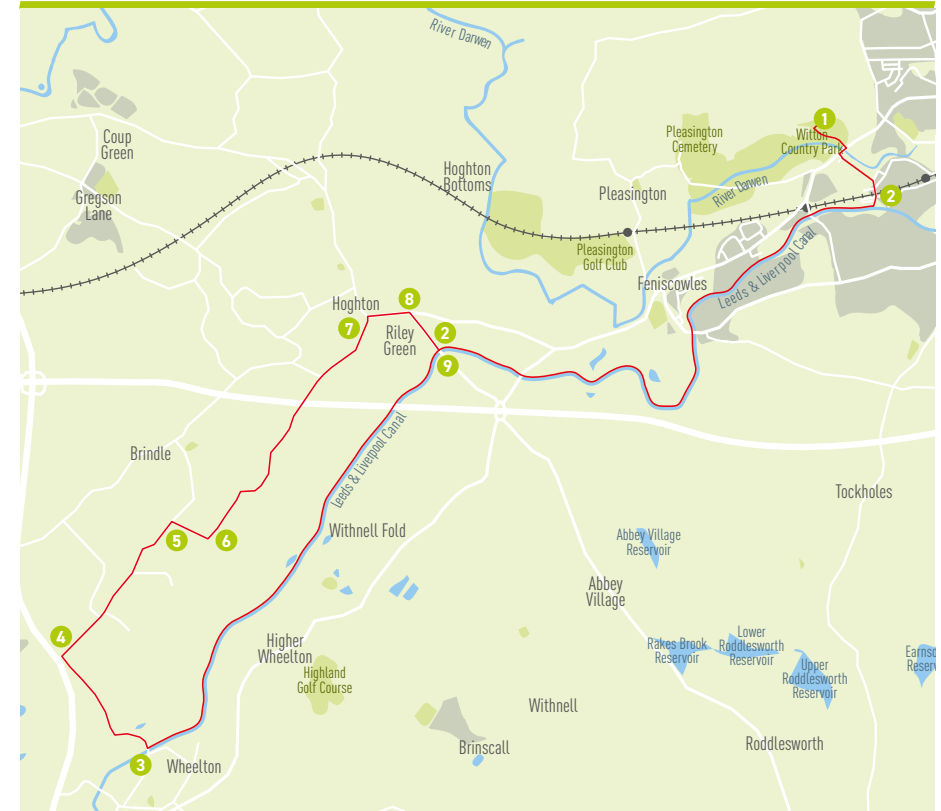 River Darwen
Coup
Green
Gregson
Lane
Hoghton
Bottoms
Pleasington
Cemetery
1
Witton
Country Park
Pleasington
River Darwen
2
Pleasington
Golf Club
Feniscowles
Leeds & Liverpool Canal
Hoghton
8
7
Riley
Green
2
9
Leeds & Liverpool Canal
Brindle
Tockholes
5
6
Withnell Fold
Abbey Village
Reservoir
Abbey
Village
4
Higher
Wheelton
Rakes Brook
Reservoir
Lower
Roddlesworth
Reservoir
Upper
Roddlesworth
Reservoir
Earnso
Reserv
Highland
Golf Course
Withnell
Brinscall
Roddlesworth
3
Wheelton